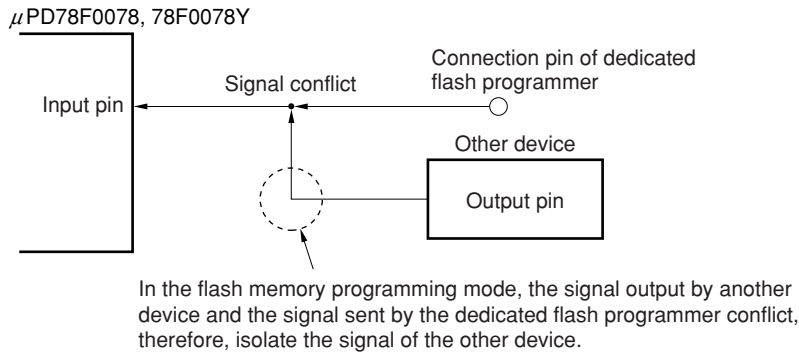 μPD78F0078, 78F0078Y
Connection pin of dedicated
flash programmer
Signal conflict
Input pin
Other device
Output pin
In the flash memory programming mode, the signal output by another
device and the signal sent by the dedicated flash programmer conflict,
therefore, isolate the signal of the other device.